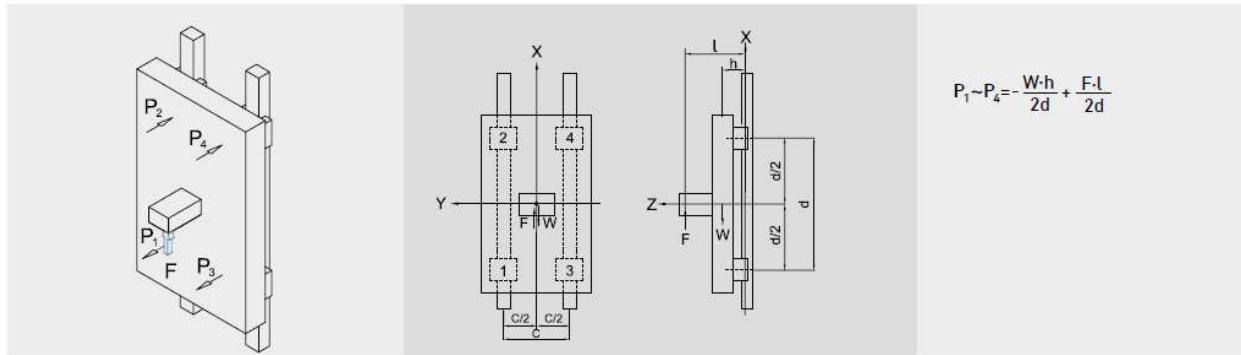 P₂
P₄
P₁
F
P₃
X
2
4
Y
F
W
1
3
C/2
C/2
C
l
X
h
Z
F
W
d/2
d/2
d
P₁~P₄=- W·h/2d + F·l/2d